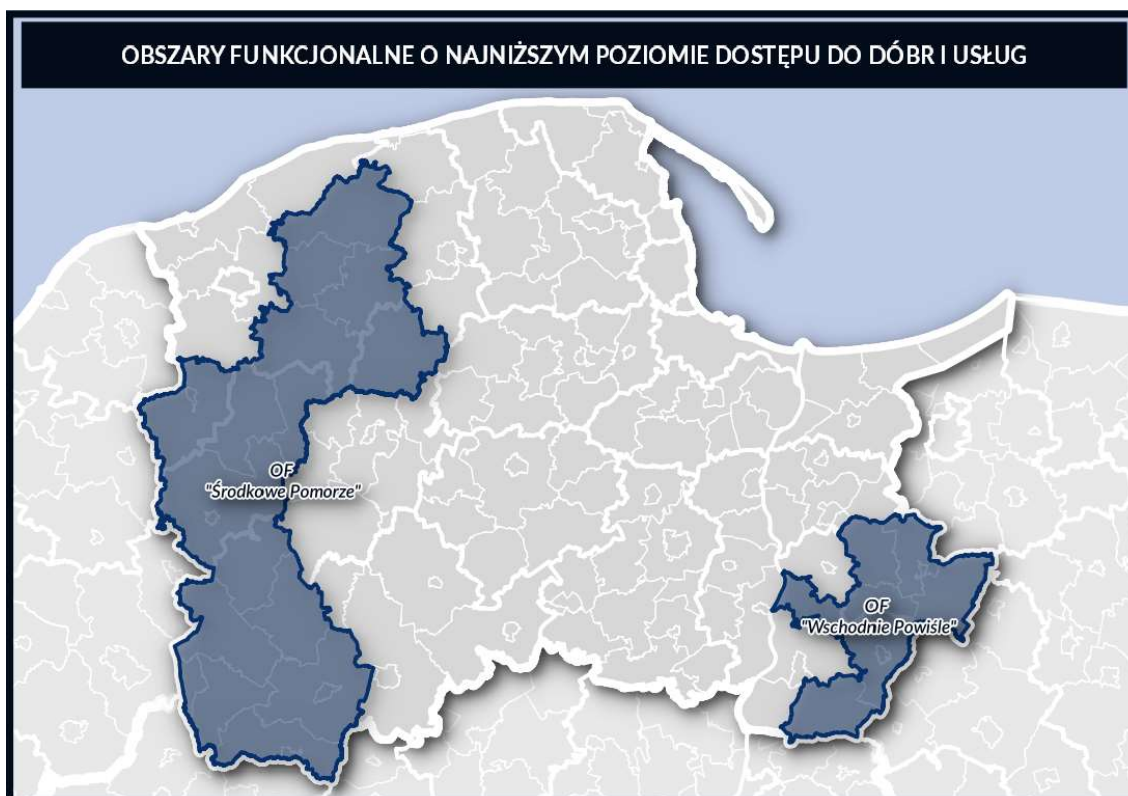 OBSZARY FUNKCJONALNE O NAJNIŻSZYM POZIOMIE DOSTĘPU DO DÓBR I USŁUG
OF
"Środkowe Pomorze"
OF
"Wschodnie Powiśle"